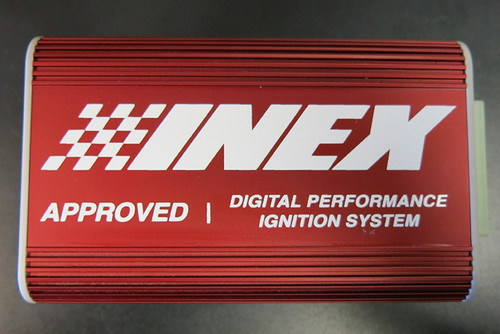 INEX
APPROVED | DIGITAL PERFORMANCE
IGNITION SYSTEM